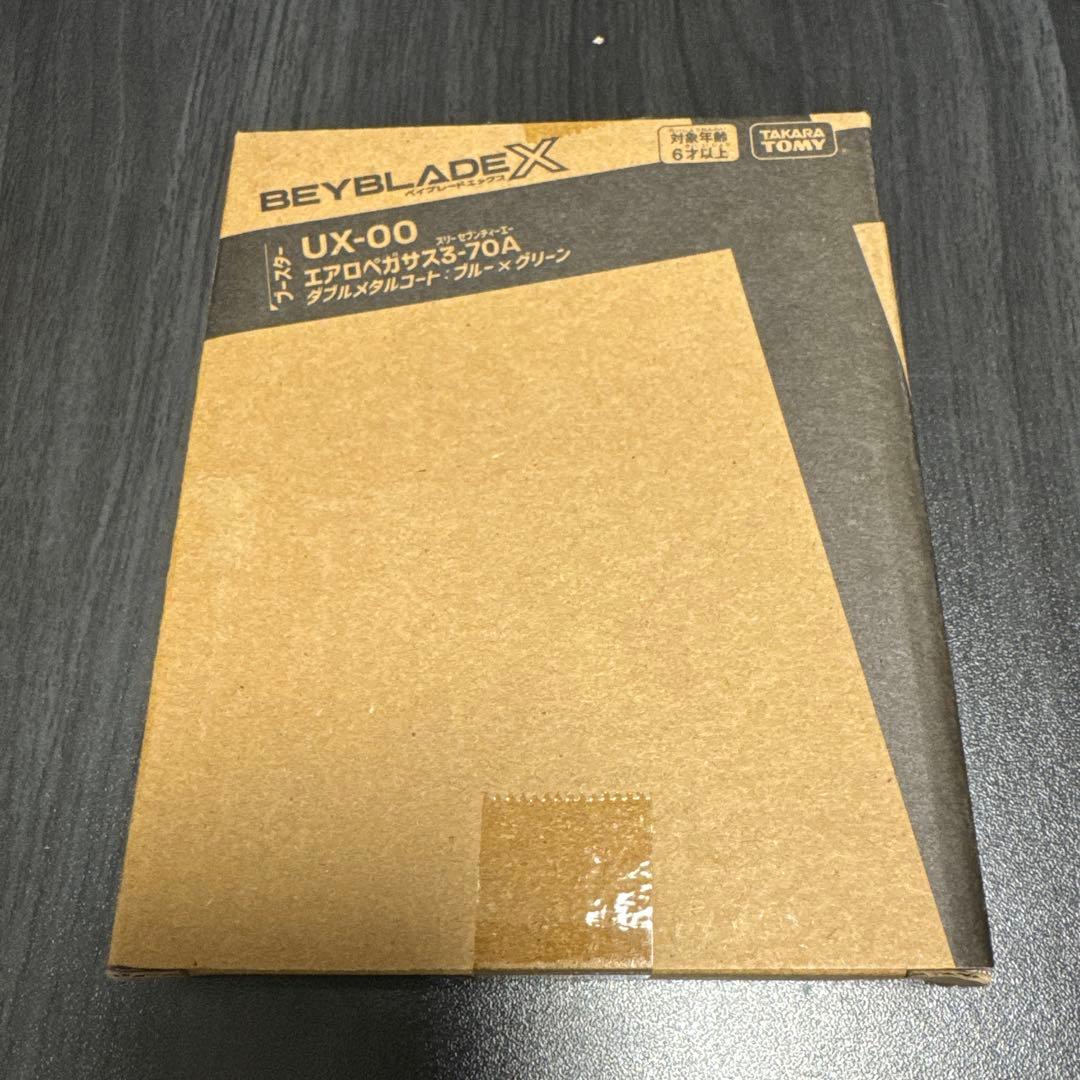 BEYBLADE X
ベイブレードエックス
対象年齢
6才以上
TAKARA
TOMY
ブースター
UX-00
スリーセブンティーエー
エアロペガサス3-70A
ダブルメタルコート：ブルー×グリーン